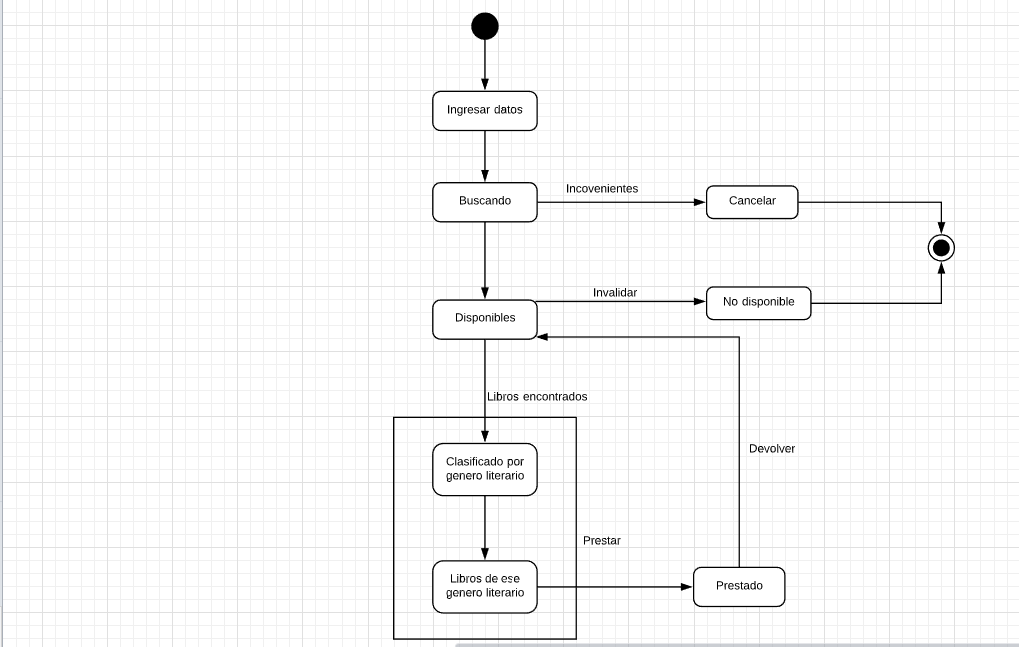 Ingresar datos
Buscando
Incovenientes
Cancelar
Disponibles
Invalidar
No disponible
Libros encontrados
Clasificado por
genero literario
Devolver
Prestar
Libros de ese
genero literario
Prestado